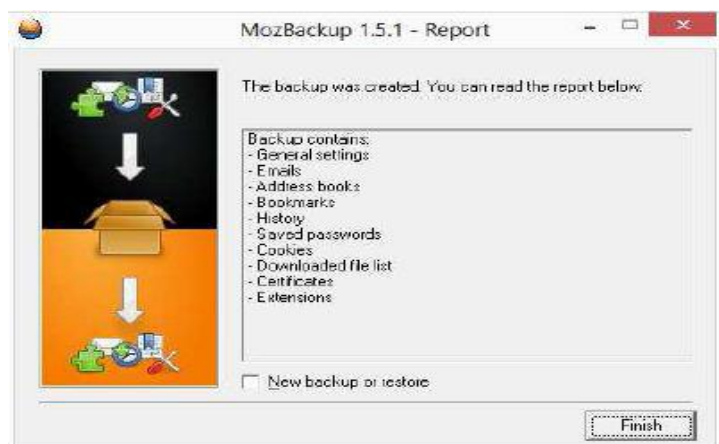 MozBackup 1.5.1 - Report
The backup was created. You can read the report below:
Backup contains:
- General settings
- Emails
- Address books
- Bookmarks
- History
- Saved passwords
- Cookies
- Downloaded file list
- Certificates
- Extensions
New backup or restore
Finish